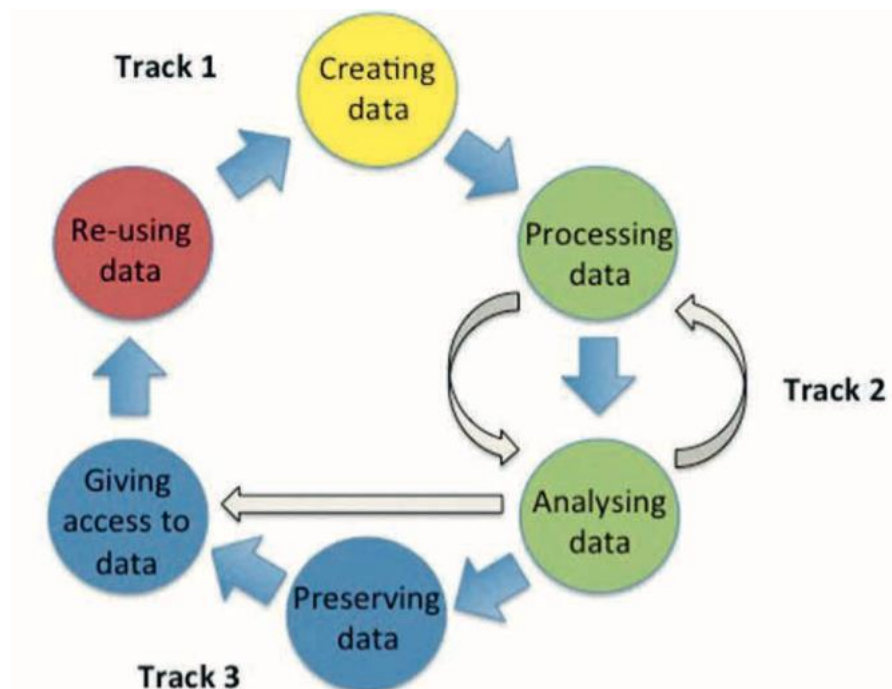 Track 1
Creating
data
Re-using
data
Processing
data
Track 2
Giving
access to
data
Analysing
data
Preserving
data
Track 3